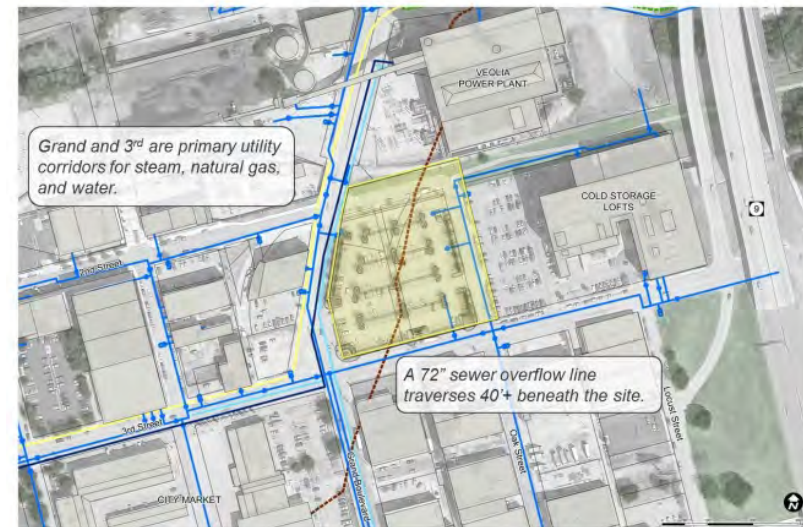 VEOLIA
POWER PLANT
Grand and 3rd are primary utility
corridors for steam, natural gas,
and water.
COLD STORAGE
LOFTS
9
2nd Street
A 72" sewer overflow line
traverses 40'+ beneath the site.
3rd Street
Grand Boulevard
Oak Street
Locust Street
CITY MARKET
N